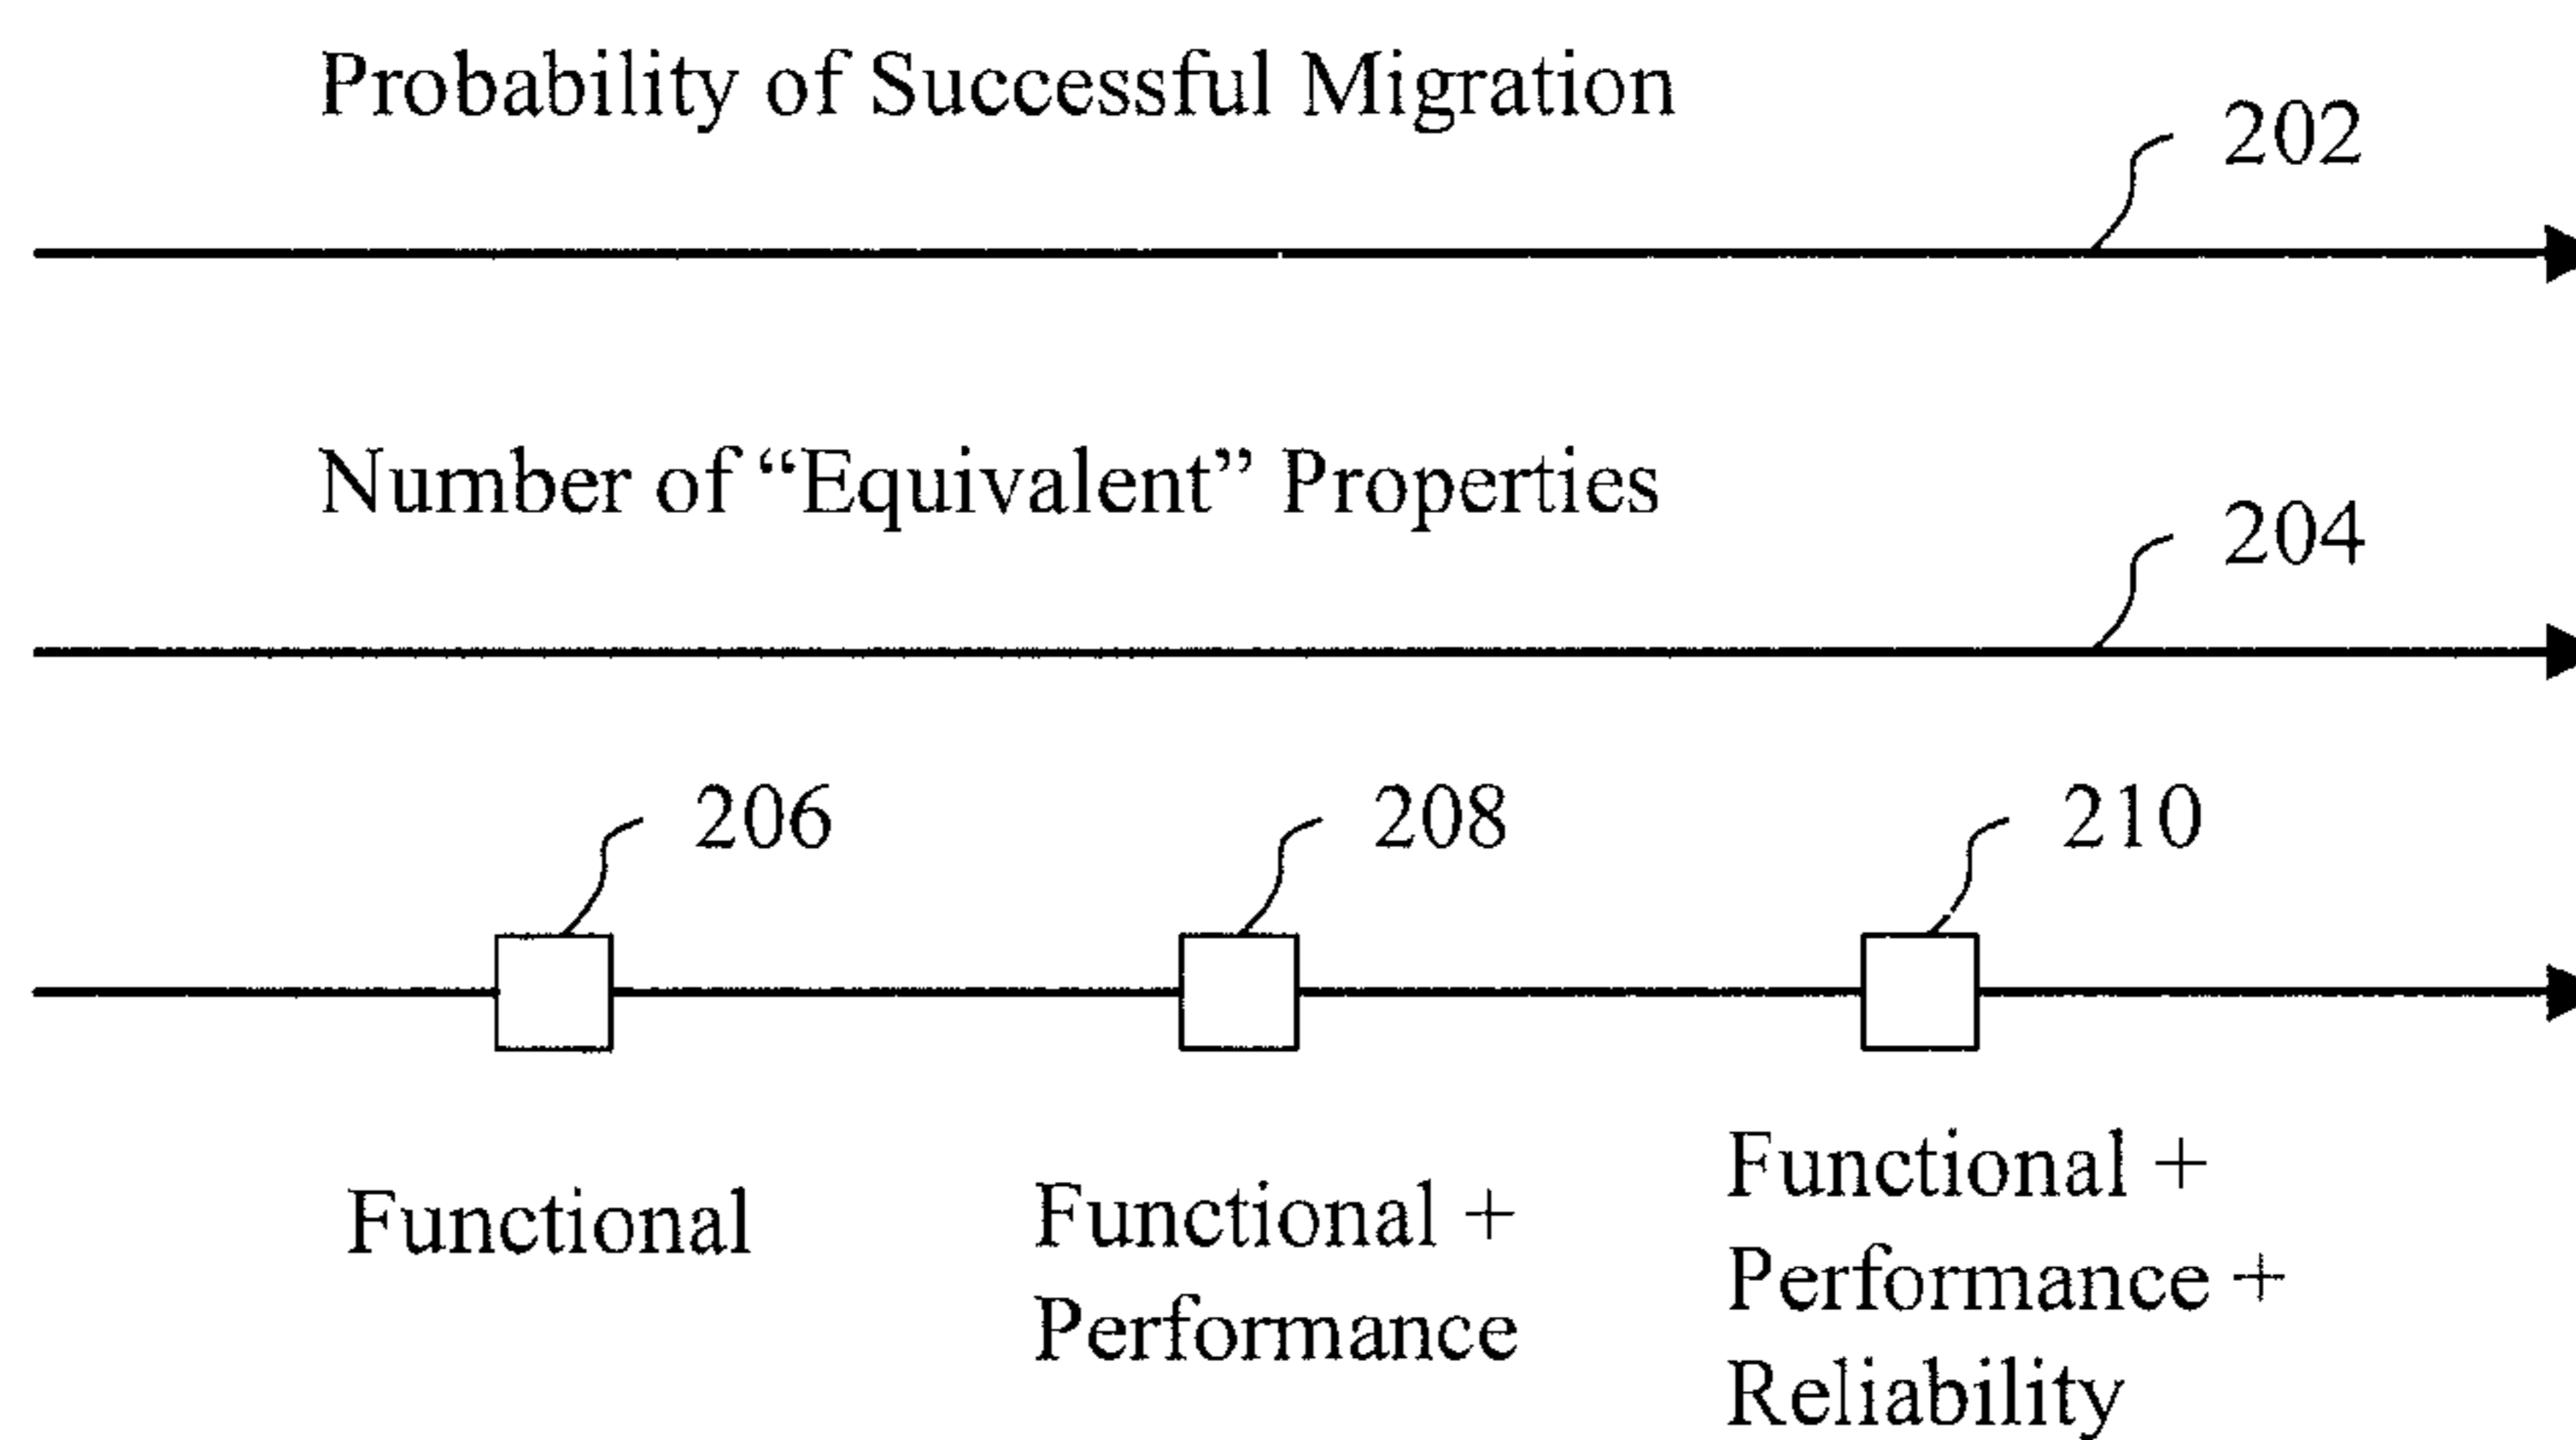 Probability of Successful Migration
202
Number of “Equivalent” Properties
204
206
208
210
Functional
Functional +
Performance
Functional +
Performance +
Reliability